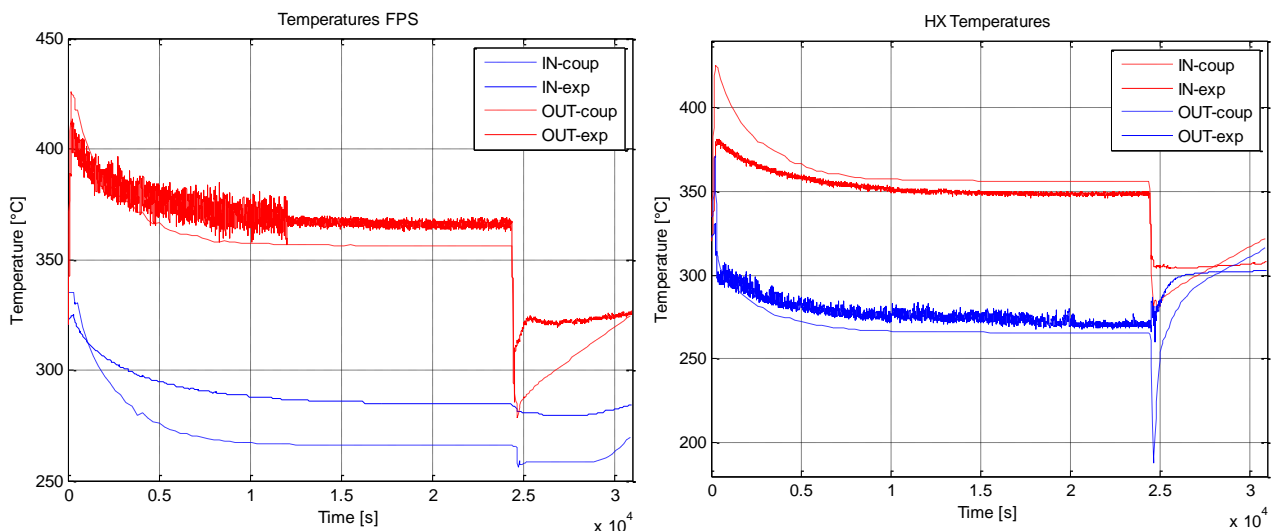 Temperatures FPS
450
400
350
300
250
Temperature [°C]
0
0.5
1
1.5
2
2.5
3
x 10^4
Time [s]
IN-coup
IN-exp
OUT-coup
OUT-exp
HX Temperatures
400
350
300
250
200
Temperature [°C]
0
0.5
1
1.5
2
2.5
3
x 10^4
Time [s]
IN-coup
IN-exp
OUT-coup
OUT-exp